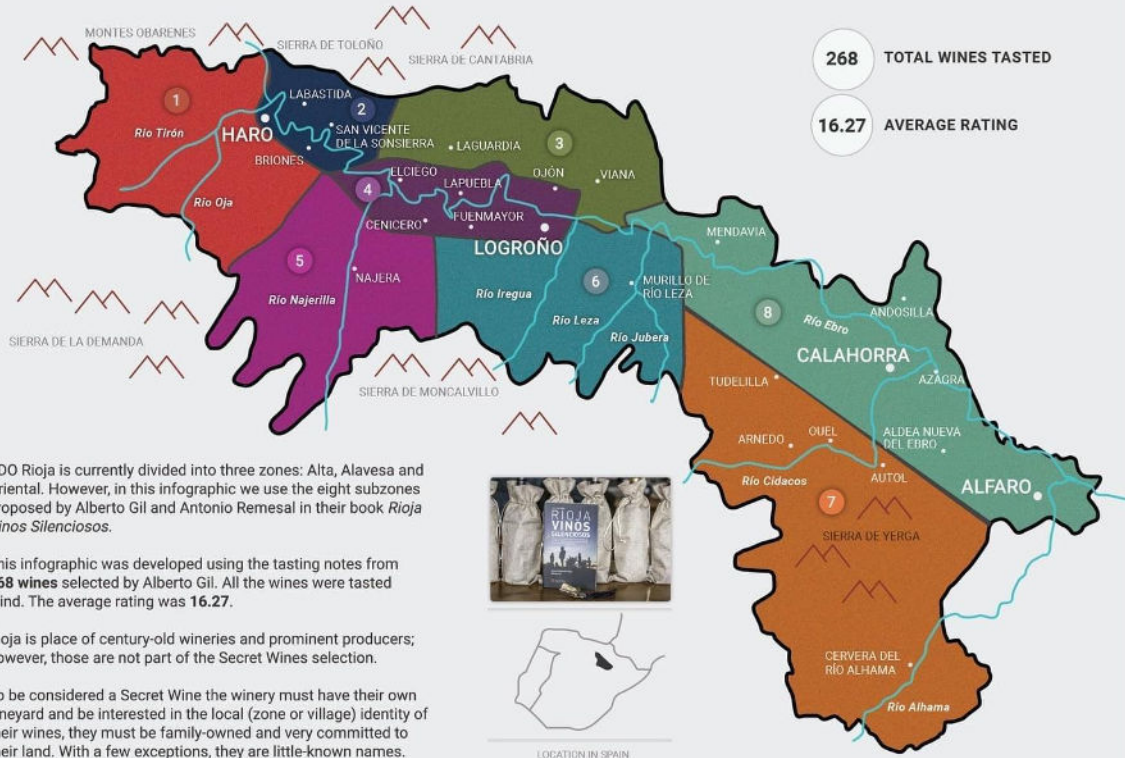 MONTES OBARENES
SIERRA DE TOLOÑO
SIERRA DE CANTABRIA
268 TOTAL WINES TASTED
16.27 AVERAGE RATING
1
Río Tirón
HARO
Río Oja
LABASTIDA
2
SAN VICENTE
DE LA SONSIERRA
BRIONES
LAGUARDIA
3
OJÓN
VIANA
4
ELCIEGO
LAPUEBLA
CENICERO
FUENMAYOR
LOGROÑO
5
NAJERA
Río Najerilla
6
MURILLO DE
RÍO LEZA
Río Iregua
Río Leza
Río Jubera
MENDAVIA
8
ANDOSILLA
Río Ebro
CALAHORRA
AZAGRA
ALDEA NUEVA
DEL EBRO
ALFARO
SIERRA DE LA DEMANDA
SIERRA DE MONCALVILLO
TUDELILLA
ARNEDO
OUEL
AUTOL
Río Cidacos
7
SIERRA DE YERGA
CERVERA DEL
RÍO ALHAMA
Río Alhama
DO Rioja is currently divided into three zones: Alta, Alavesa and
riental. However, in this infographic we use the eight subzones
roposed by Alberto Gil and Antonio Remesal in their book Rioja
inos Silenciosos.
his infographic was developed using the tasting notes from
68 wines selected by Alberto Gil. All the wines were tasted
ind. The average rating was 16.27.
oja is place of century-old wineries and prominent producers;
owever, those are not part of the Secret Wines selection.
o be considered a Secret Wine the winery must have their own
neyard and be interested in the local (zone or village) identity of
eir wines, they must be family-owned and very committed to
eir land. With a few exceptions, they are little-known names.
RIOJA
VINOS
SILENCIOSOS
LOCATION IN SPAIN